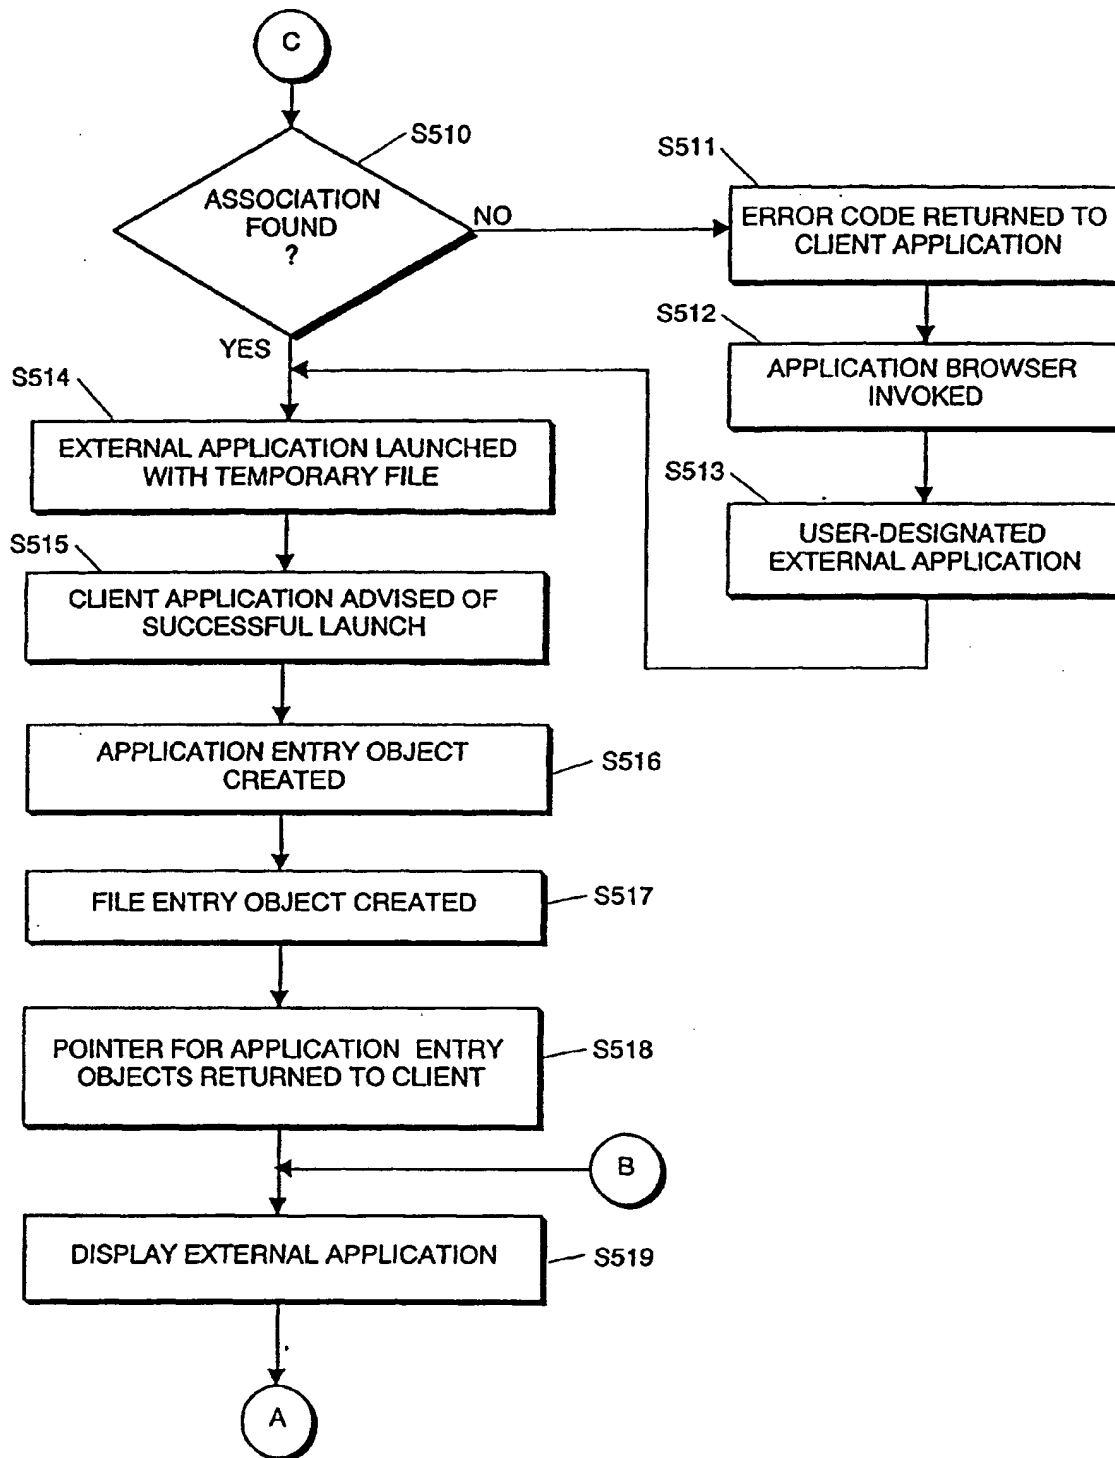 C
S510
ASSOCIATION
FOUND
?
NO
YES
S511
ERROR CODE RETURNED TO
CLIENT APPLICATION
S512
APPLICATION BROWSER
INVOKED
S513
USER-DESIGNATED
EXTERNAL APPLICATION
S514
EXTERNAL APPLICATION LAUNCHED
WITH TEMPORARY FILE
S515
CLIENT APPLICATION ADVISED OF
SUCCESSFUL LAUNCH
APPLICATION ENTRY OBJECT
CREATED
S516
FILE ENTRY OBJECT CREATED
S517
POINTER FOR APPLICATION ENTRY
OBJECTS RETURNED TO CLIENT
S518
B
DISPLAY EXTERNAL APPLICATION
S519
A